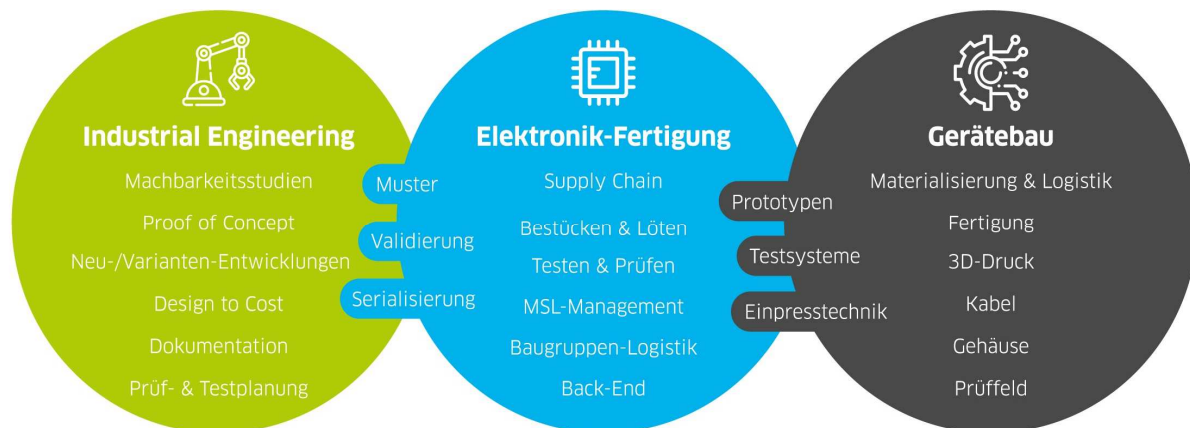 Industrial Engineering
Machbarkeitsstudien
Proof of Concept
Neu-/Varianten-Entwicklungen
Design to Cost
Dokumentation
Prüf- & Testplanung
Muster
Validierung
Serialisierung
Elektronik-Fertigung
Supply Chain
Bestücken & Löten
Testen & Prüfen
MSL-Management
Baugruppen-Logistik
Back-End
Prototypen
Testsysteme
Einpresstechnik
Gerätebau
Materialisierung & Logistik
Fertigung
3D-Druck
Kabel
Gehäuse
Prüffeld